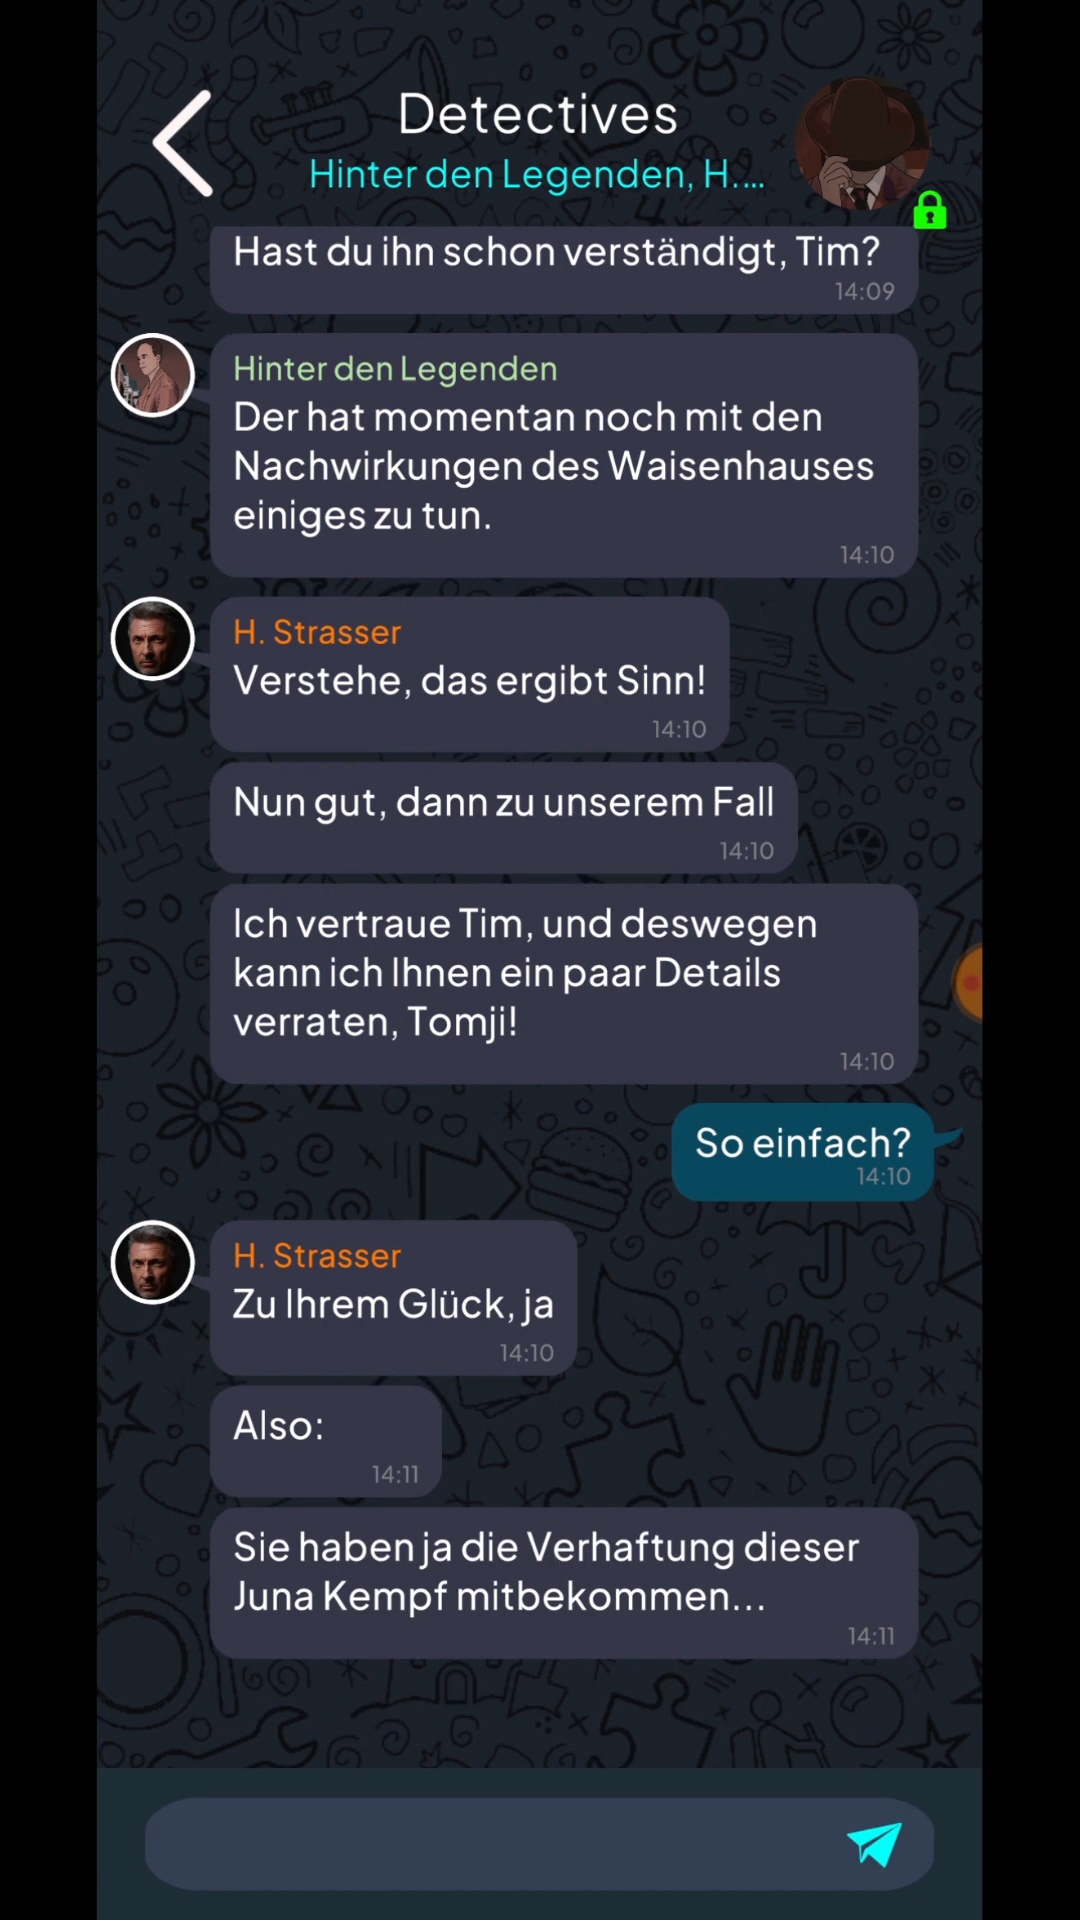 Detectives
Hinter den Legenden, H....
Hast du ihn schon verständigt, Tim?
14:09
Hinter den Legenden
Der hat momentan noch mit den
Nachwirkungen des Waisenhauses
einiges zu tun.
14:10
H. Strasser
Verstehe, das ergibt Sinn!
14:10
Nun gut, dann zu unserem Fall
14:10
Ich vertraue Tim, und deswegen
kann ich Ihnen ein paar Details
verraten, Tomji!
14:10
So einfach?
14:10
H. Strasser
Zu Ihrem Glück, ja
14:10
Also:
14:11
Sie haben ja die Verhaftung dieser
Juna Kempf mitbekommen...
14:11